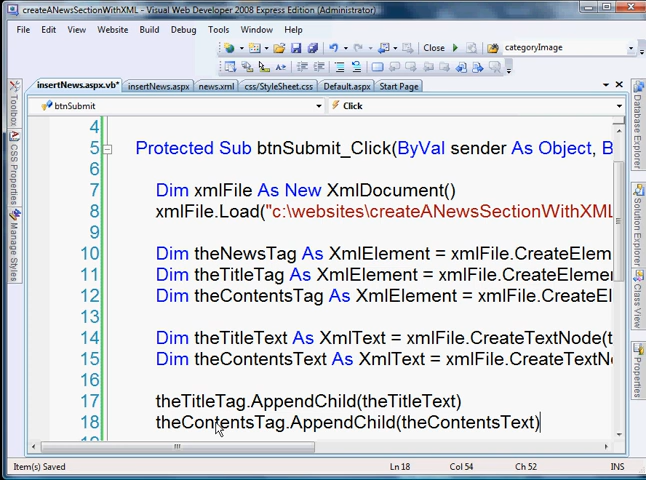 createANewsSectionWithXML - Visual Web Developer 2008 Express Edition (Administrator)
File Edit View Website Build Debug Tools Window Help
Close categoryImage
insertNews.aspx.vb* insertNews.aspx news.xml css/StyleSheet.css Default.aspx Start Page
btnSubmit Click
4
5 Protected Sub btnSubmit_Click(ByVal sender As Object, B
6
7 Dim xmlFile As New XmlDocument()
8 xmlFile.Load("c:\websites\createANewsSectionWithXML
9
10 Dim theNewsTag As XmlElement = xmlFile.CreateElem
11 Dim theTitleTag As XmlElement = xmlFile.CreateElemen
12 Dim theContentsTag As XmlElement = xmlFile.CreateEl
13
14 Dim theTitleText As XmlText = xmlFile.CreateTextNode(t
15 Dim theContentsText As XmlText = xmlFile.CreateTextN
16
17 theTitleTag.AppendChild(theTitleText)
18 theContentsTag.AppendChild(theContentsText)
Toolbox
CSS Properties
Manage Styles
Database Explorer
Solution Explorer
Class View
Properties
Item(s) Saved Ln 18 Col 54 Ch 52 INS